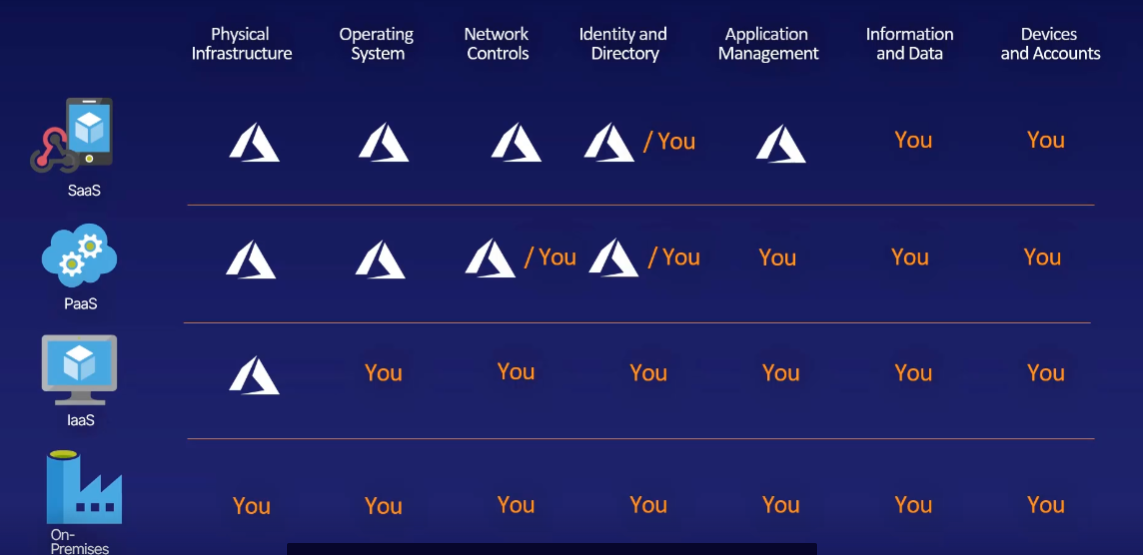 Physical Infrastructure
Operating System
Network Controls
Identity and Directory
Application Management
Information and Data
Devices and Accounts
SaaS
/ You
You
You
PaaS
/ You
/ You
You
You
You
IaaS
You
You
You
You
You
You
On-Premises
You
You
You
You
You
You
You